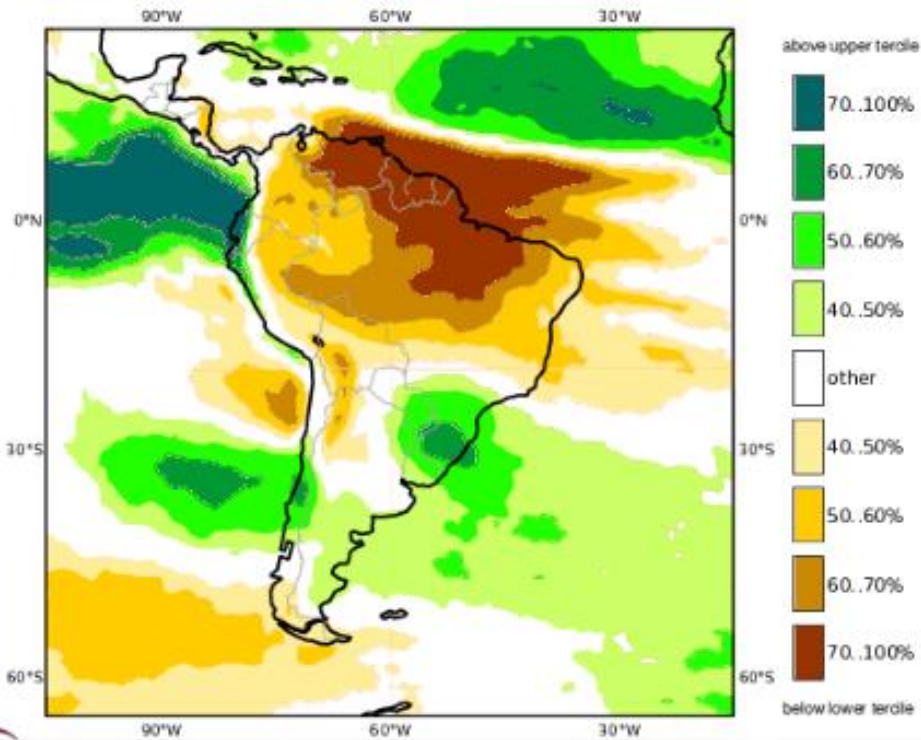 90°W 60°W 30°W
above upper tercile
70..100%
60..70%
50..60%
40..50%
other
40..50%
50..60%
60..70%
70..100%
below lower tercile
0°N 0°N
30°S 30°S
60°S 60°S
90°W 60°W 30°W